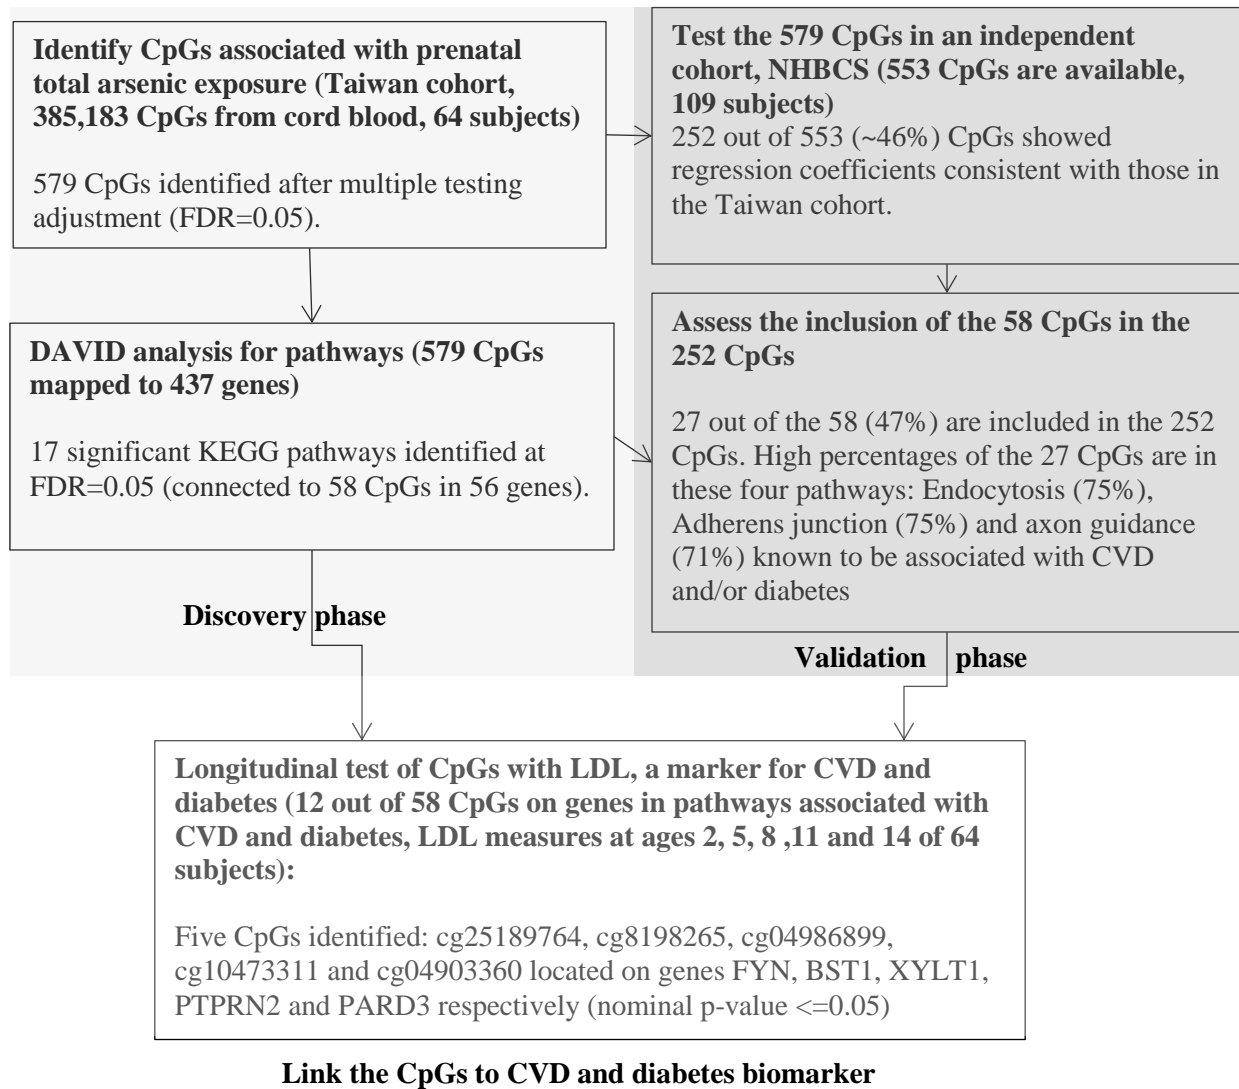 Identify CpGs associated with prenatal
total arsenic exposure (Taiwan cohort,
385,183 CpGs from cord blood, 64 subjects)
579 CpGs identified after multiple testing
adjustment (FDR=0.05).
Test the 579 CpGs in an independent
cohort, NHBCS (553 CpGs are available,
109 subjects)
252 out of 553 (~46%) CpGs showed
regression coefficients consistent with those in
the Taiwan cohort.
DAVID analysis for pathways (579 CpGs
mapped to 437 genes)
17 significant KEGG pathways identified at
FDR=0.05 (connected to 58 CpGs in 56 genes).
Assess the inclusion of the 58 CpGs in the
252 CpGs
27 out of the 58 (47%) are included in the 252
CpGs. High percentages of the 27 CpGs are in
these four pathways: Endocytosis (75%),
Adherens junction (75%) and axon guidance
(71%) known to be associated with CVD
and/or diabetes
Discovery phase
Validation phase
Longitudinal test of CpGs with LDL, a marker for CVD and
diabetes (12 out of 58 CpGs on genes in pathways associated with
CVD and diabetes, LDL measures at ages 2, 5, 8 ,11 and 14 of 64
subjects):
Five CpGs identified: cg25189764, cg8198265, cg04986899,
cg10473311 and cg04903360 located on genes FYN, BST1, XYLT1,
PTPRN2 and PARD3 respectively (nominal p-value <=0.05)
Link the CpGs to CVD and diabetes biomarker